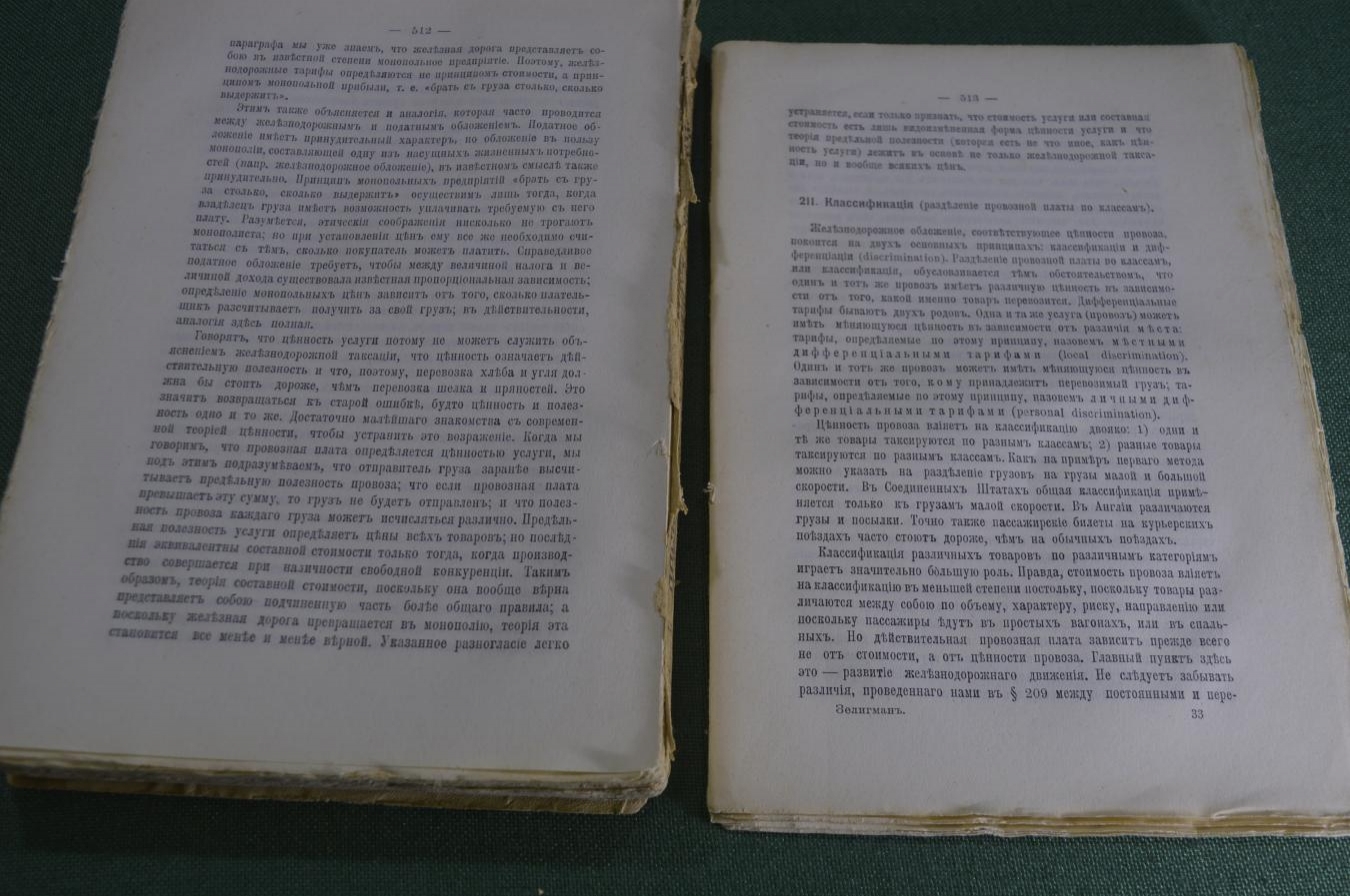 — 512 —
параграфа мы уже знаемъ, что желѣзная дорога представляетъ со-
бою въ извѣстной степени монопольное предпріятіе. Поэтому, желѣз-
нодорожные тарифы опредѣляются не принципомъ стоимости, а прин-
ципомъ монопольной прибыли, т. е. «брать съ груза столько, сколько
выдержитъ».
Этимъ также объясняется и аналогія, которая часто проводится
между желѣзнодорожнымъ и податнымъ обложеніемъ. Податное об-
ложеніе имѣетъ принудительный характеръ, но обложеніе въ пользу
монополіи, составляющей одну изъ насущныхъ жизненныхъ потребно-
стей (напр. желѣзнодорожное обложеніе), въ извѣстномъ смыслѣ также
принудительно. Принципъ монопольныхъ предпріятій «брать съ гру-
за столько, сколько выдержитъ» осуществимъ лишь тогда, когда
владѣлецъ груза имѣетъ возможность уплачивать требуемую съ него
плату. Разумѣется, этическія соображенія нисколько не трогаютъ
монополиста; но при установленіи цѣнъ ему все же необходимо счи-
таться съ тѣмъ, сколько покупатель можетъ платить. Справедливое
податное обложеніе требуетъ, чтобы между величиной налога и ве-
личиной дохода существовала извѣстная пропорціональная зависимость;
опредѣленіе монопольныхъ цѣнъ зависитъ отъ того, сколько платель-
щикъ разсчитываетъ получить за свой грузъ; въ дѣйствительности,
аналогія здѣсь полная.
Говорятъ, что цѣнность услуги потому не можетъ служить объ-
ясненіемъ желѣзнодорожной таксаціи, что цѣнность означаетъ дѣй-
ствительную полезность и что, поэтому, перевозка хлѣба и угля дол-
жна бы стоить дороже, чѣмъ перевозка шелка и пряностей. Это
значитъ возвращаться къ старой ошибкѣ, будто цѣнность и полез-
ность одно и то же. Достаточно малѣйшаго знакомства съ современ-
ной теоріей цѣнности, чтобы устранить это возраженіе. Когда мы
говоримъ, что провозная плата опредѣляется цѣнностью услуги, мы
подъ этимъ подразумѣваемъ, что отправитель груза заранѣе высчи-
тываетъ предѣльную полезность провоза; что если провозная плата
превышаетъ эту сумму, то грузъ не будетъ отправленъ; и что полез-
ность провоза каждаго груза можетъ исчисляться различно. Предѣль-
ная полезность услуги опредѣляетъ цѣны всѣхъ товаровъ; но послѣд-
нія эквивалентны составной стоимости только тогда, когда производ-
ство совершается при наличности свободной конкуренціи. Такимъ
образомъ, теорія составной стоимости, поскольку она вообще вѣрна
представляетъ собою подчиненную часть болѣе общаго правила; а
поскольку желѣзная дорога превращается въ монополію, теорія эта
становится все менѣе и менѣе вѣрной. Указанное разногласіе легко
— 513 —
устраняется, если только признать, что стоимость услуги или составная
стоимость есть лишь видоизмѣненная форма цѣнности услуги и что
теорія предѣльной полезности (которая есть не что иное, какъ цѣн-
ность услуги) лежитъ въ основѣ не только желѣзнодорожной такса-
ціи, но и вообще всякихъ цѣнъ.
211. Классификація (раздѣленіе провозной платы по классамъ).
Желѣзнодорожное обложеніе, соотвѣтствующее цѣнности провоза,
покоится на двухъ основныхъ принципахъ: классификаціи и диф-
ференціаціи (discrimination). Раздѣленіе провозной платы по классамъ,
или классификація, обусловливается тѣмъ обстоятельствомъ, что
одинъ и тотъ же провозъ имѣетъ различную цѣнность въ зависимо-
сти отъ того, какой именно товаръ перевозится. Дифференціальные
тарифы бываютъ двухъ родовъ. Одна и та же услуга (провозъ) можетъ
имѣть мѣняющуюся цѣнность въ зависимости отъ различія мѣста:
тарифы, опредѣляемые по этому принципу, назовемъ мѣстными
дифференціальными тарифами (local discrimination).
Одинъ и тотъ же провозъ можетъ имѣть мѣняющуюся цѣнность въ
зависимости отъ того, кому принадлежитъ перевозимый грузъ; та-
рифы, опредѣляемые по этому принципу, назовемъ личными диф-
ференціальными тарифами (personal discrimination).
Цѣнность провоза вліяетъ на классификацію двояко: 1) одни и
тѣ же товары таксируются по разнымъ классамъ; 2) разные товары
таксируются по разнымъ классамъ. Какъ на примѣръ перваго метода
можно указать на раздѣленіе грузовъ на грузы малой и большой
скорости. Въ Соединенныхъ Штатахъ общая классификація примѣ-
няется только къ грузамъ малой скорости. Въ Англіи различаются
грузы и посылки. Точно также пассажирскіе билеты на курьерскихъ
поѣздахъ часто стоютъ дороже, чѣмъ на обычныхъ поѣздахъ.
Классификація различныхъ товаровъ по различнымъ категоріямъ
играетъ значительно бо́льшую роль. Правда, стоимость провоза вліяетъ
на классификацію въ меньшей степени постольку, поскольку товары раз-
личаются между собою по объему, характеру, риску, направленію или
поскольку пассажиры ѣдутъ въ простыхъ вагонахъ, или въ спаль-
ныхъ. Но дѣйствительная провозная плата зависитъ прежде всего
не отъ стоимости, а отъ цѣнности провоза. Главный пунктъ здѣсь
это — развитіе желѣзнодорожнаго движенія. Не слѣдуетъ забывать
различія, проведеннаго нами въ § 209 между постоянными и пере-
Зелигманъ.
33